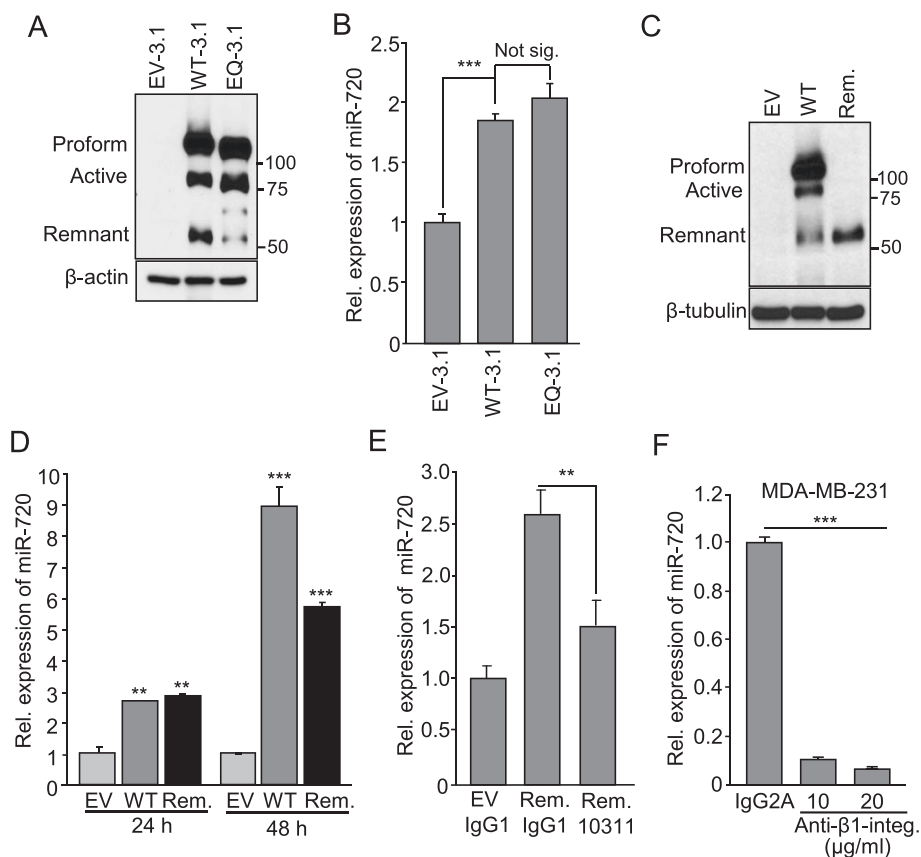 A
EV-3.1
WT-3.1
EQ-3.1
Proform
Active
Remnant
100
75
50
β-actin
B
Rel. expression of miR-720
2.5
2
1.5
1
0.5
0
***
Not sig.
EV-3.1
WT-3.1
EQ-3.1
C
EV
WT
Rem.
Proform
Active
Remnant
100
75
50
β-tubulin
D
Rel. expression of miR-720
10
9
8
7
6
5
4
3
2
1
0
**
**
***
***
EV WT Rem. EV WT Rem.
24 h 48 h
E
Rel. expression of miR-720
3.0
2.5
2.0
1.5
1.0
0.5
0.0
**
EV Rem. Rem.
IgG1 IgG1 10311
F
MDA-MB-231
Rel. expression of miR-720
1.2
1.0
0.8
0.6
0.4
0.2
0
***
IgG2A 10 20
Anti-β1-integ.
(µg/ml)